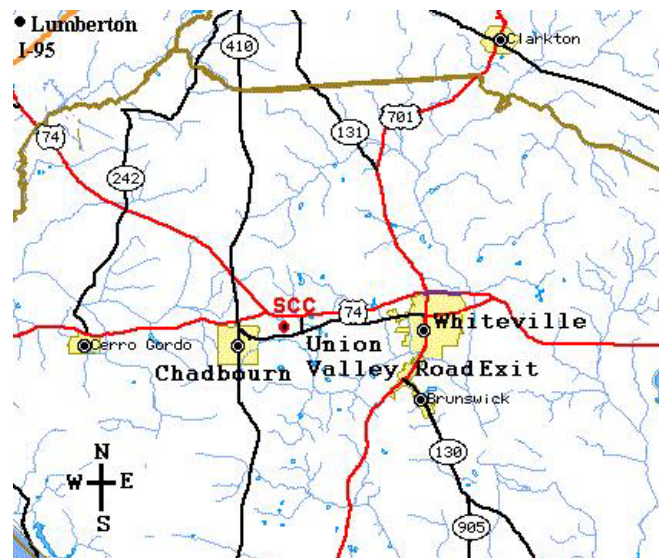 Lumberton
I-95
Clarkton
410
701
131
74
242
SCC
74
Whiteville
Union
Cerro Gordo
Chadbourn
Valley Road Exit
Brunswick
N
W E
S
130
905